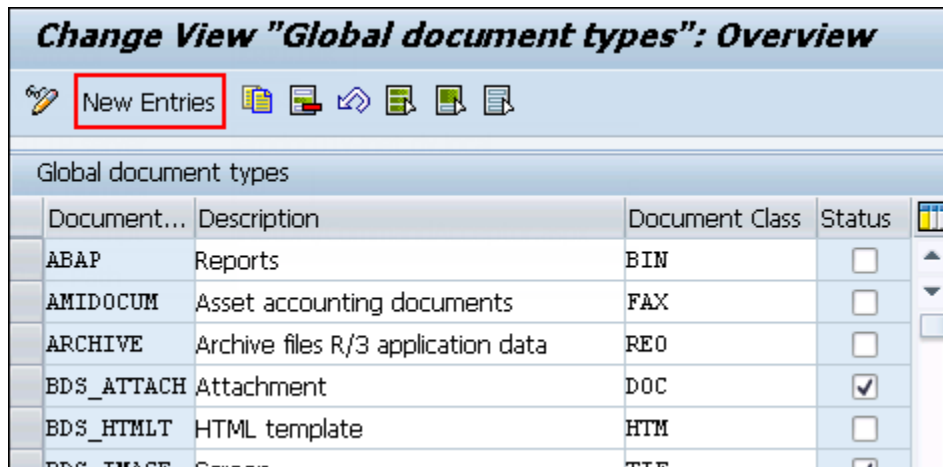 Change View "Global document types": Overview
New Entries
Global document types
Document... Description Document Class Status
ABAP Reports BIN
AMIDOCUM Asset accounting documents FAX
ARCHIVE Archive files R/3 application data REO
BDS_ATTACH Attachment DOC
BDS_HTMLT HTML template HTM